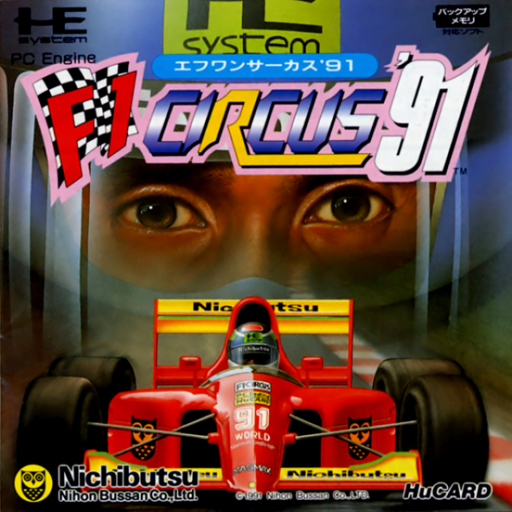 HE
system
PC Engine
HE
system
バックアップ
メモリ
対応ソフト
エフワンサーカス'91
F1 CIRCUS '91
TM
Nichibutsu
F1CIRCUS
91
WORLD
Nichibutsu
Nihon Bussan Co., Ltd.
©1991 Nihon Bussan Co.,LTD.
HuCARD